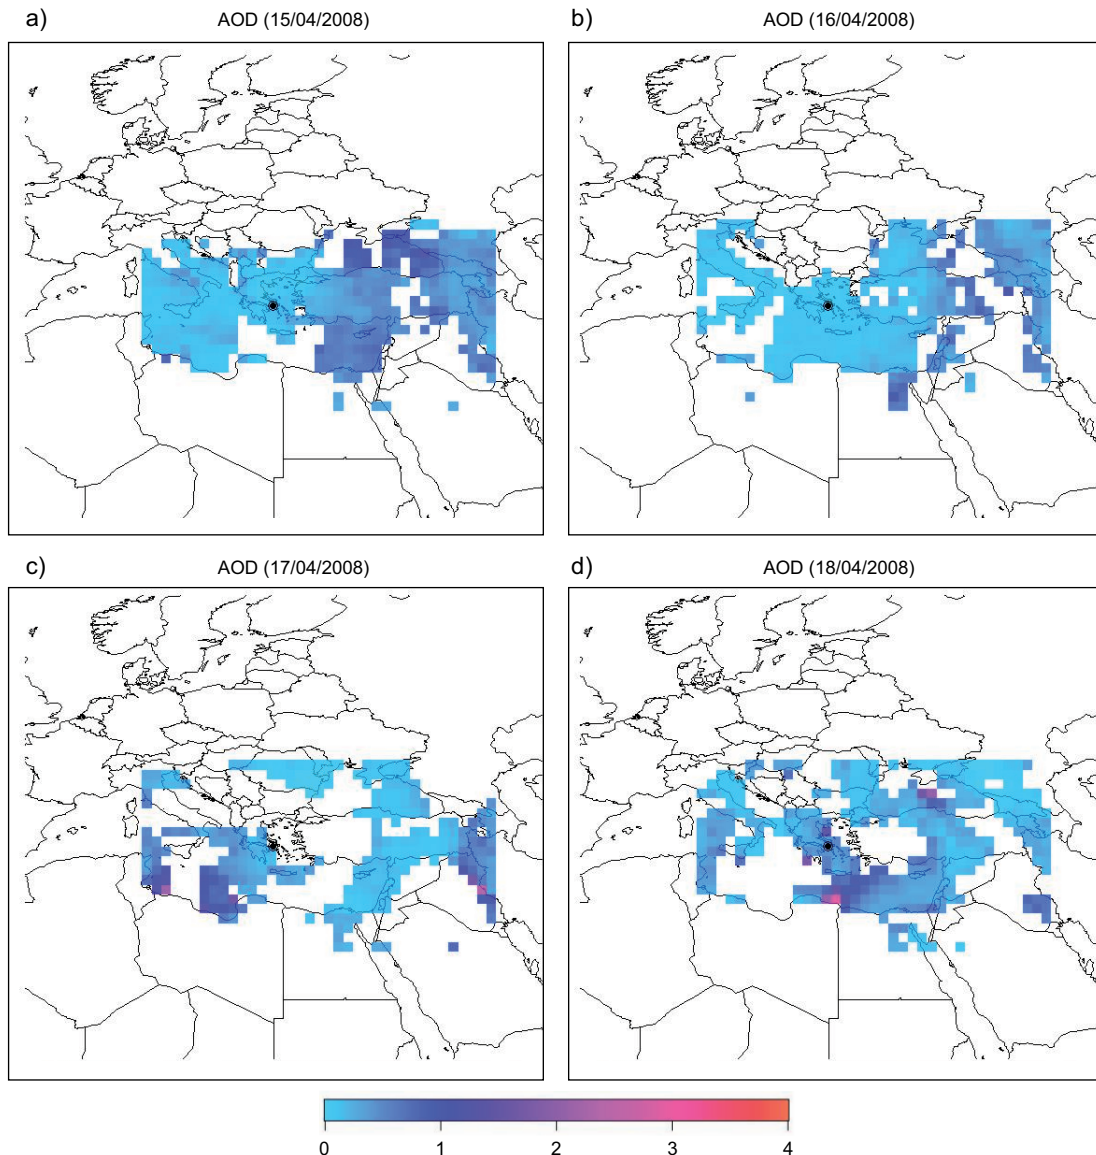 a) AOD (15/04/2008)
b) AOD (16/04/2008)
c) AOD (17/04/2008)
d) AOD (18/04/2008)
0 1 2 3 4